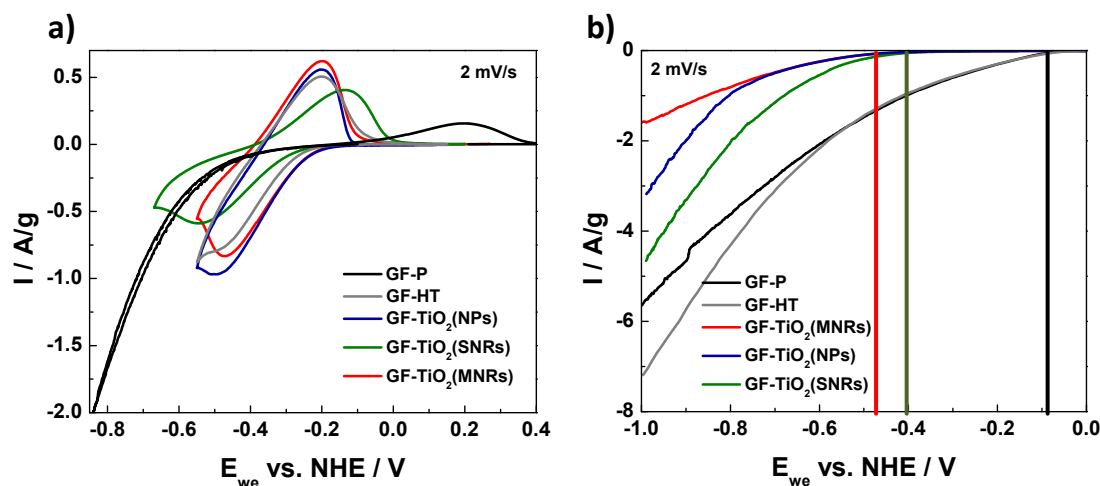 a)
2 mV/s
I / A/g
0.5
0.0
-0.5
-1.0
-1.5
-2.0
GF-P
GF-HT
GF-TiO2(NPs)
GF-TiO2(SNRs)
GF-TiO2(MNRs)
-0.8 -0.6 -0.4 -0.2 0.0 0.2 0.4
Ewe vs. NHE / V
b)
2 mV/s
I / A/g
0
-2
-4
-6
-8
GF-P
GF-HT
GF-TiO2(MNRs)
GF-TiO2(NPs)
GF-TiO2(SNRs)
-1.0 -0.8 -0.6 -0.4 -0.2 0.0
Ewe vs. NHE / V